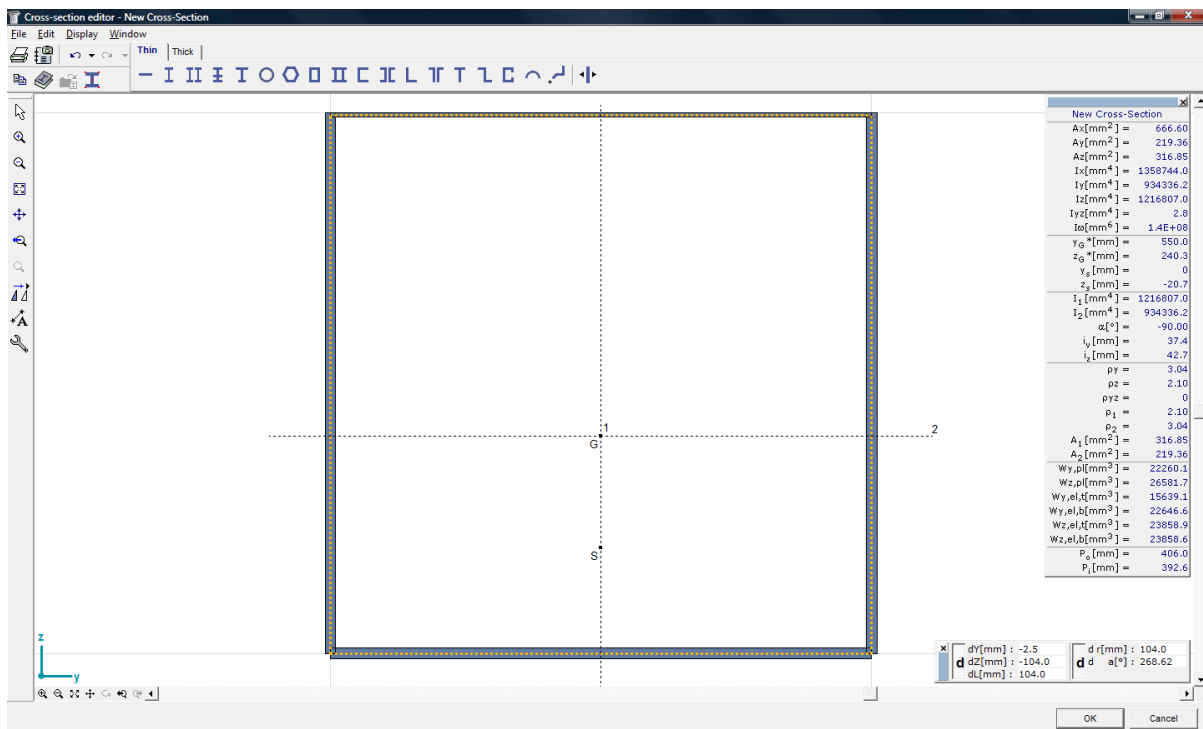 Cross-section editor - New Cross-Section
File Edit Display Window
Thin Thick
New Cross-Section
Ax[mm2] = 666.60
Ay[mm2] = 219.36
Az[mm2] = 316.85
Ix[mm4] = 1358744.0
Iy[mm4] = 934336.2
Iz[mm4] = 1216807.0
Iyz[mm4] = 2.8
Iω[mm6] = 1.4E+08
yG*[mm] = 550.0
zG*[mm] = 240.3
ys[mm] = 0
zs[mm] = -20.7
I1[mm4] = 1216807.0
I2[mm4] = 934336.2
α[°] = -90.00
iy[mm] = 37.4
iz[mm] = 42.7
ρy = 3.04
ρz = 2.10
ρyz = 0
ρ1 = 2.10
ρ2 = 3.04
A1[mm2] = 316.85
A2[mm2] = 219.36
Wy,pl[mm3] = 22260.1
Wz,pl[mm3] = 26581.7
Wy,el,t[mm3] = 15639.1
Wy,el,b[mm3] = 22646.6
Wz,el,t[mm3] = 23858.9
Wz,el,b[mm3] = 23858.6
Po[mm] = 406.0
Pi[mm] = 392.6
1
2
G
S
z
y
d
dY[mm] : -2.5
dZ[mm] : -104.0
dL[mm] : 104.0
d
d r[mm] : 104.0
d a[°] : 268.62
OK Cancel